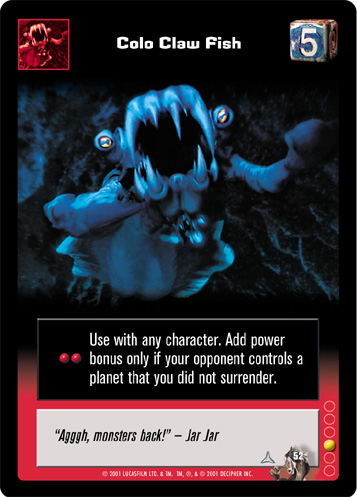 Colo Claw Fish
5
Use with any character. Add power
bonus only if your opponent controls a
planet that you did not surrender.
"Agggh, monsters back!" – Jar Jar
52
© 2001 LUCASFILM LTD. & TM. TM, ®, & © 2001 DECIPHER INC.